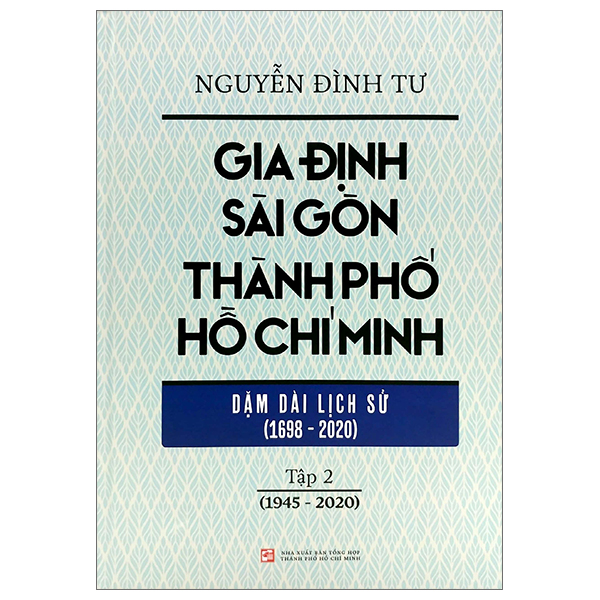 NGUYỄN ĐÌNH TƯ
GIA ĐỊNH
SÀI GÒN
THÀNH PHỐ
HỒ CHÍ MINH
DẶM DÀI LỊCH SỬ
(1698 - 2020)
Tập 2
(1945 - 2020)
NHÀ XUẤT BẢN TỔNG HỢP
THÀNH PHỐ HỒ CHÍ MINH